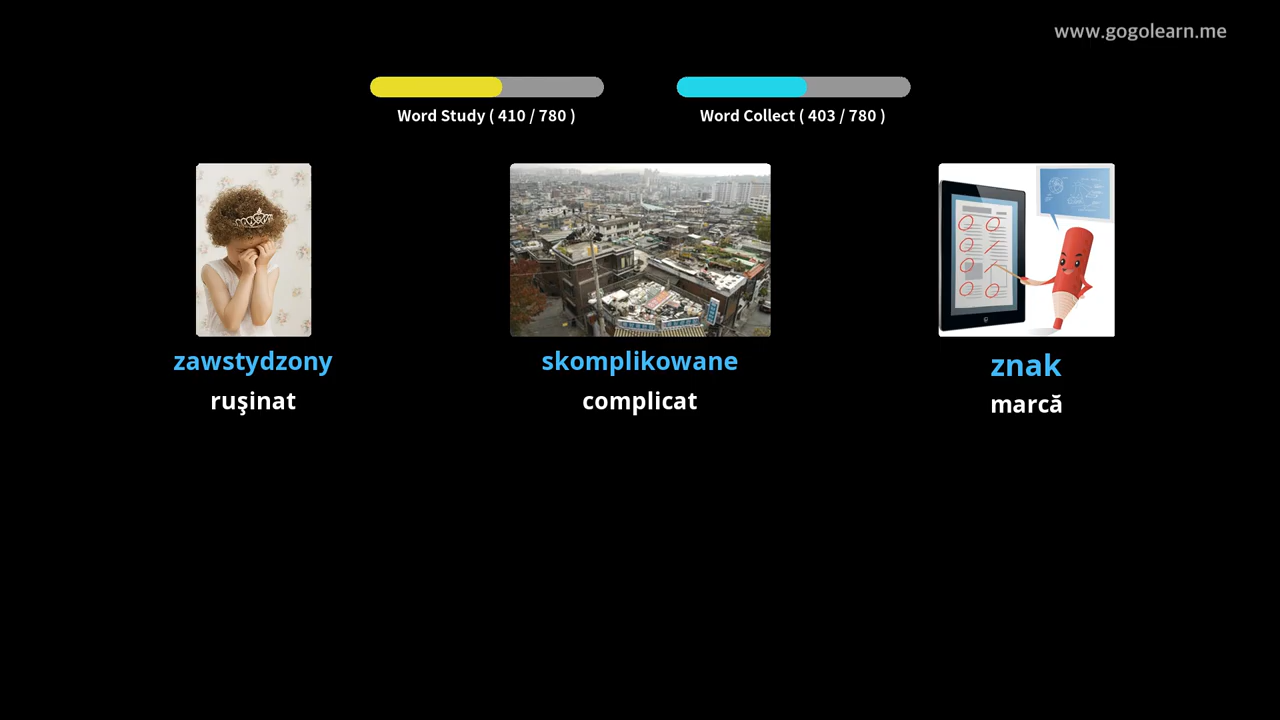 www.gogolearn.me
Word Study ( 410 / 780 )
Word Collect ( 403 / 780 )
zawstydzony
skomplikowane
znak
ruşinat
complicat
marcă